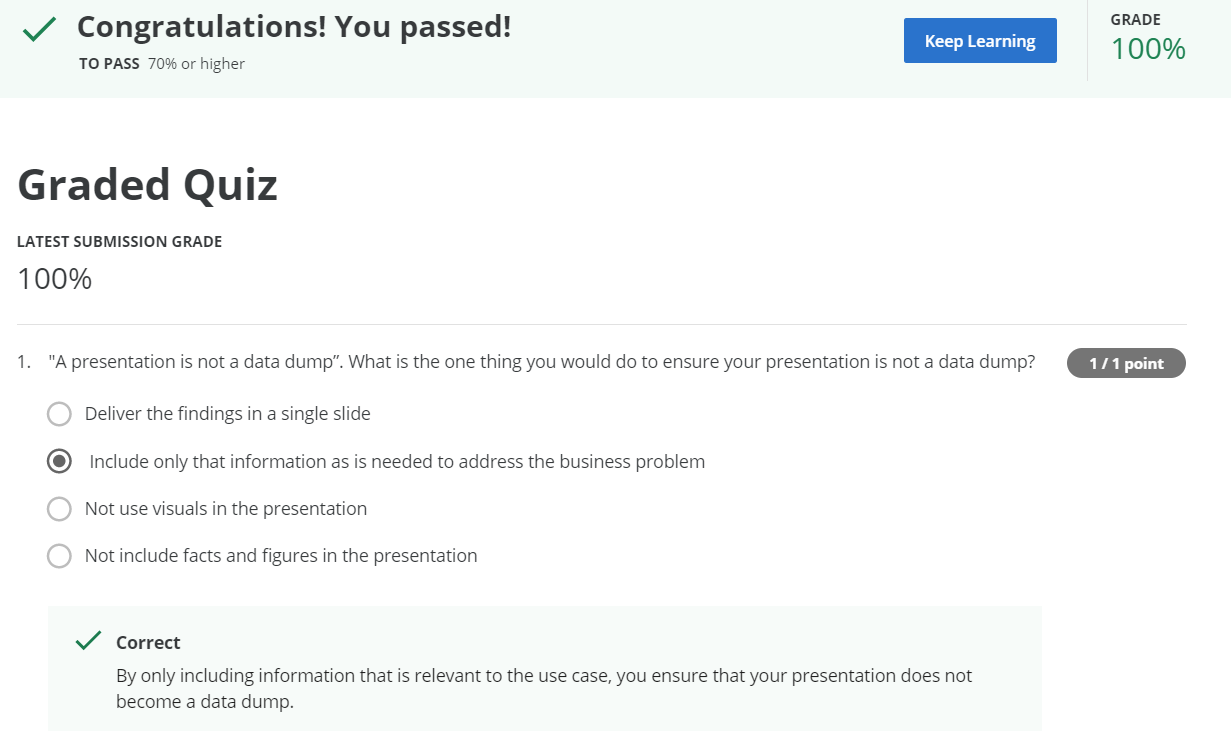 Congratulations! You passed!
TO PASS 70% or higher
Keep Learning
GRADE
100%
Graded Quiz
LATEST SUBMISSION GRADE
100%
1. "A presentation is not a data dump”. What is the one thing you would do to ensure your presentation is not a data dump?
1 / 1 point
Deliver the findings in a single slide
Include only that information as is needed to address the business problem
Not use visuals in the presentation
Not include facts and figures in the presentation
Correct
By only including information that is relevant to the use case, you ensure that your presentation does not
become a data dump.